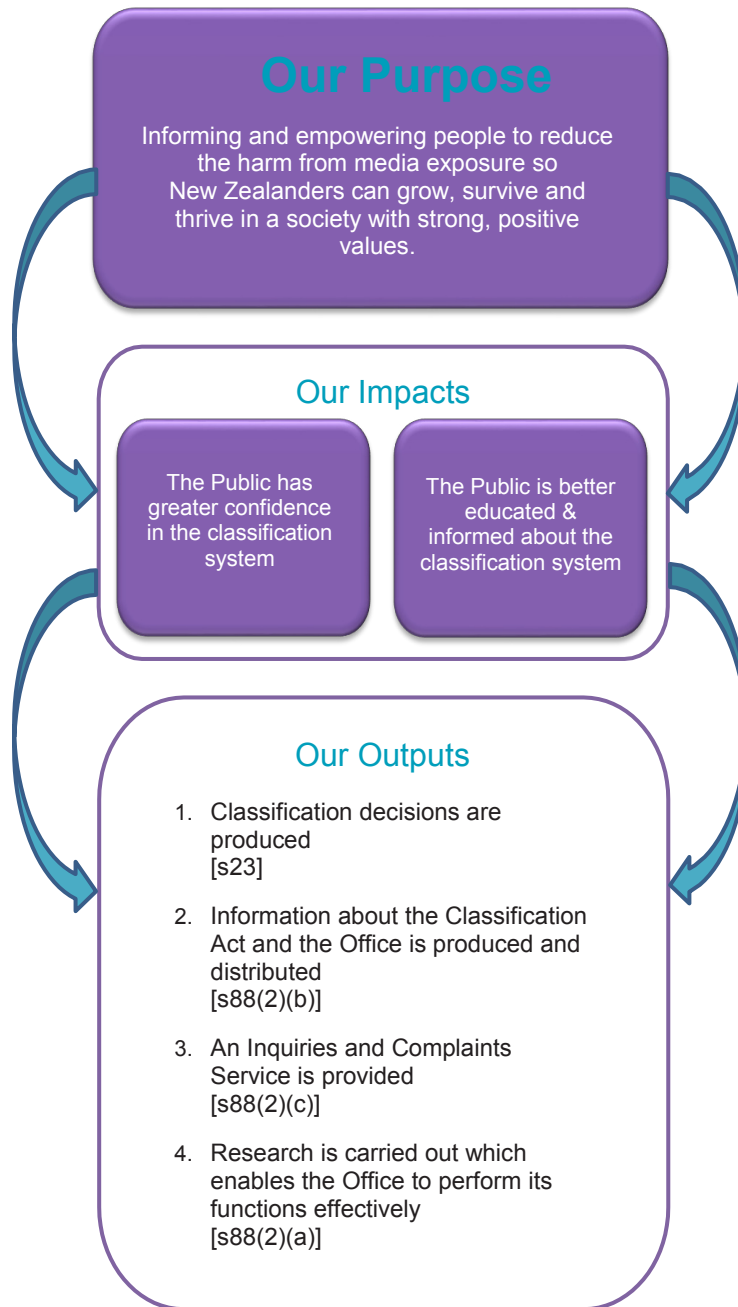 Our Purpose
Informing and empowering people to reduce
the harm from media exposure so
New Zealanders can grow, survive and
thrive in a society with strong, positive
values.
Our Impacts
The Public has
greater confidence
in the classification
system
The Public is better
educated &
informed about the
classification system
Our Outputs
1. Classification decisions are
produced
[s23]
2. Information about the Classification
Act and the Office is produced and
distributed
[s88(2)(b)]
3. An Inquiries and Complaints
Service is provided
[s88(2)(c)]
4. Research is carried out which
enables the Office to perform its
functions effectively
[s88(2)(a)]